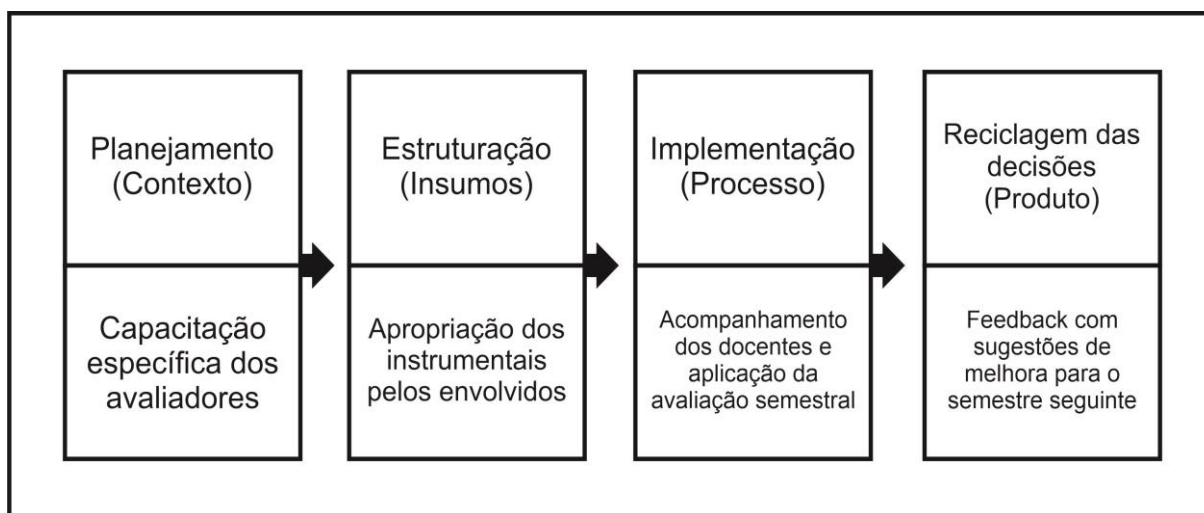 Planejamento
(Contexto)
Capacitação
específica dos
avaliadores
Estruturação
(Insumos)
Apropriação dos
instrumentais
pelos envolvidos
Implementação
(Processo)
Acompanhamento
dos docentes e
aplicação da
avaliação semestral
Reciclagem das
decisões
(Produto)
Feedback com
sugestões de
melhora para o
semestre seguinte